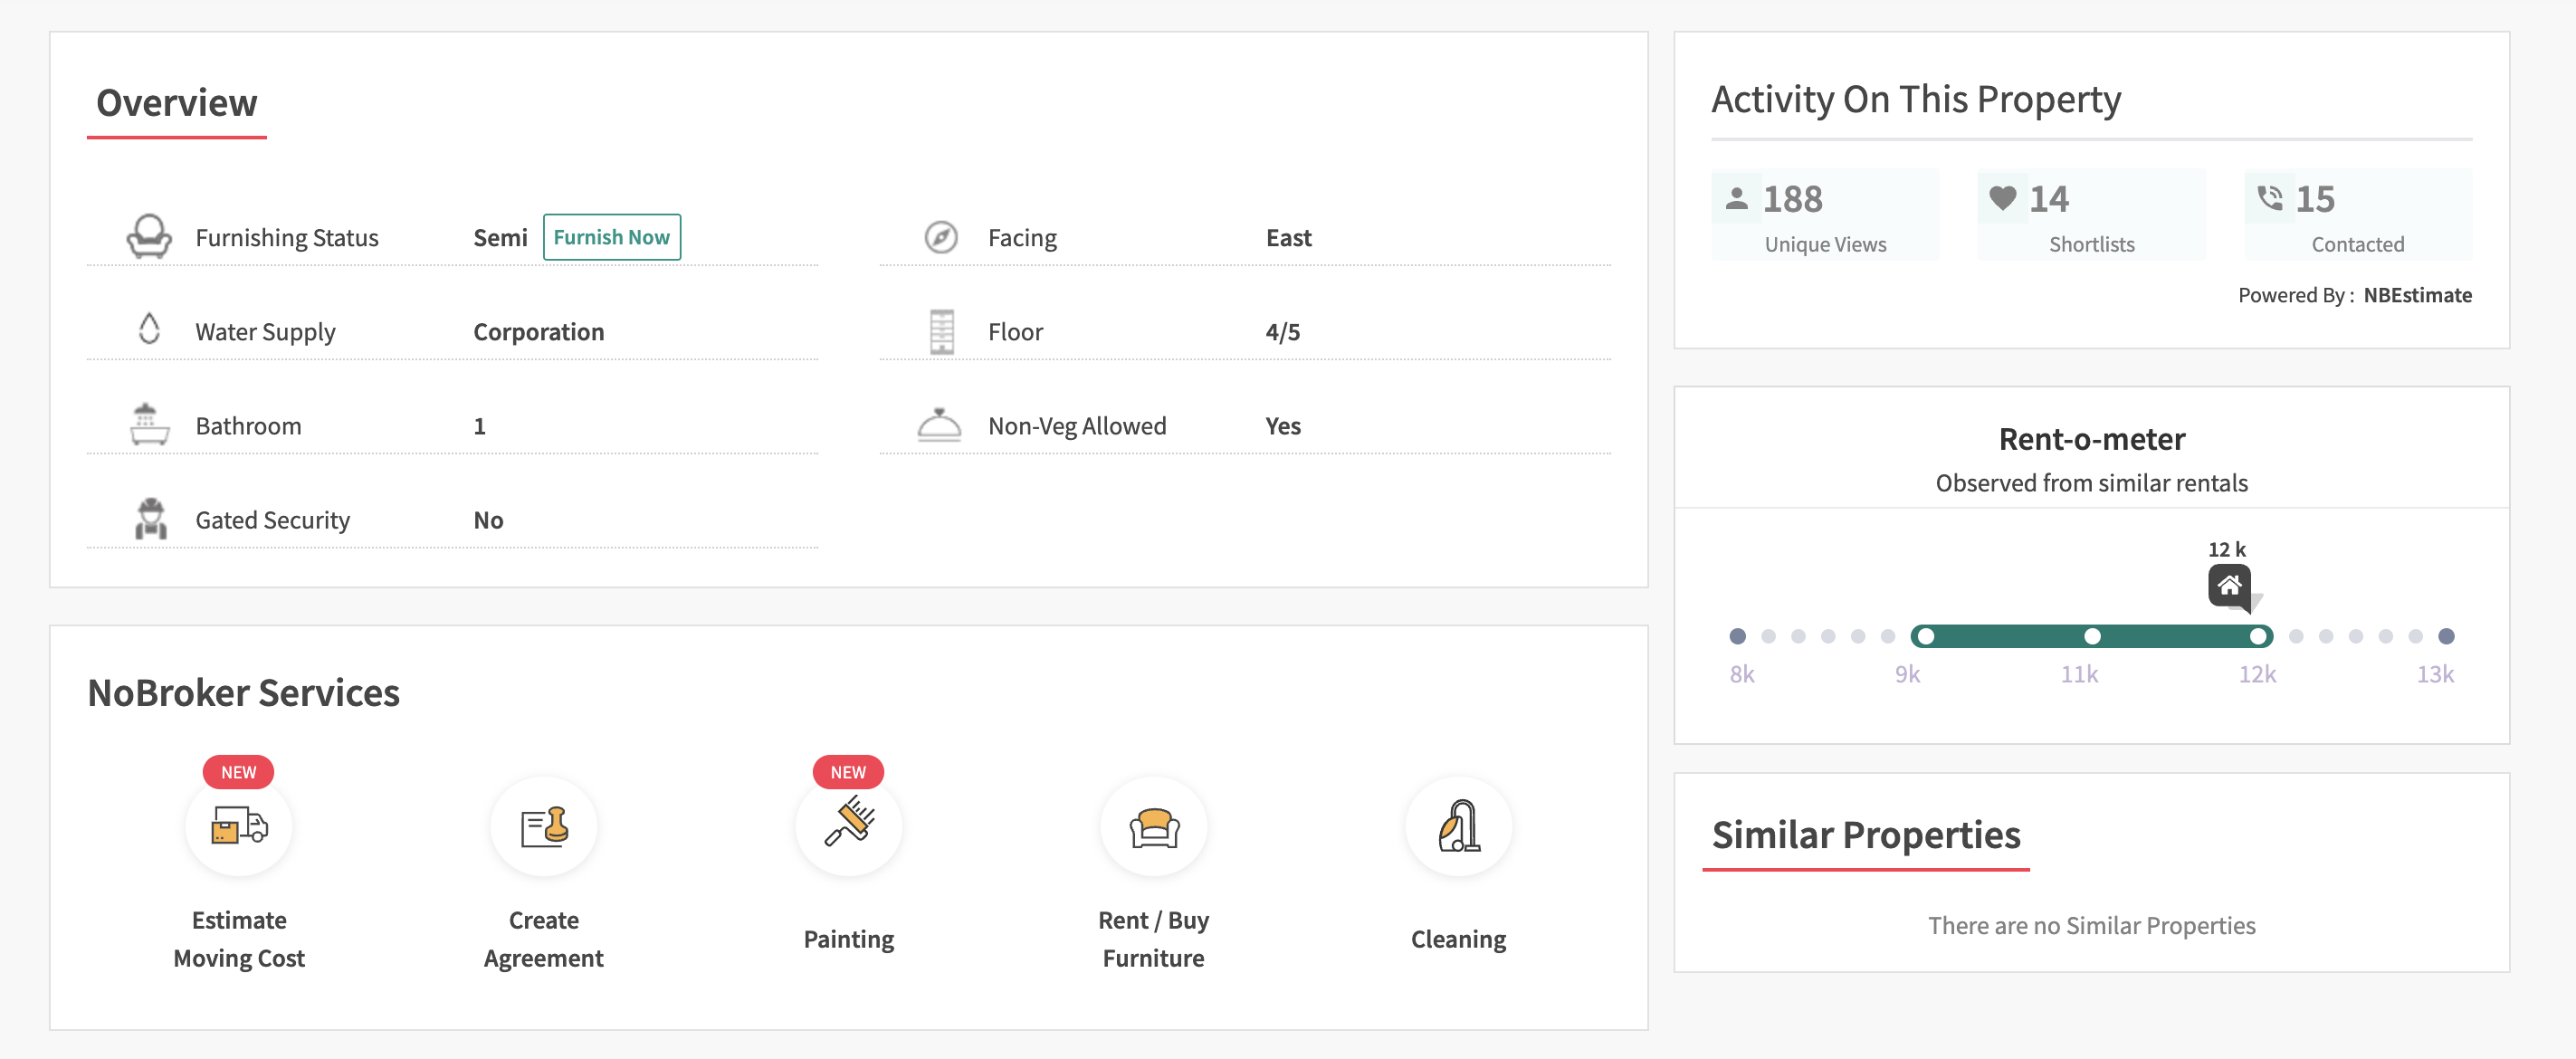 Overview
Furnishing Status Semi Furnish Now
Facing East
Water Supply Corporation
Floor 4/5
Bathroom 1
Non-Veg Allowed Yes
Gated Security No
NoBroker Services
NEW
Estimate
Moving Cost
Create
Agreement
NEW
Painting
Rent / Buy
Furniture
Cleaning
Activity On This Property
188
Unique Views
14
Shortlists
15
Contacted
Powered By : NBEstimate
Rent-o-meter
Observed from similar rentals
12 k
8k 9k 11k 12k 13k
Similar Properties
There are no Similar Properties